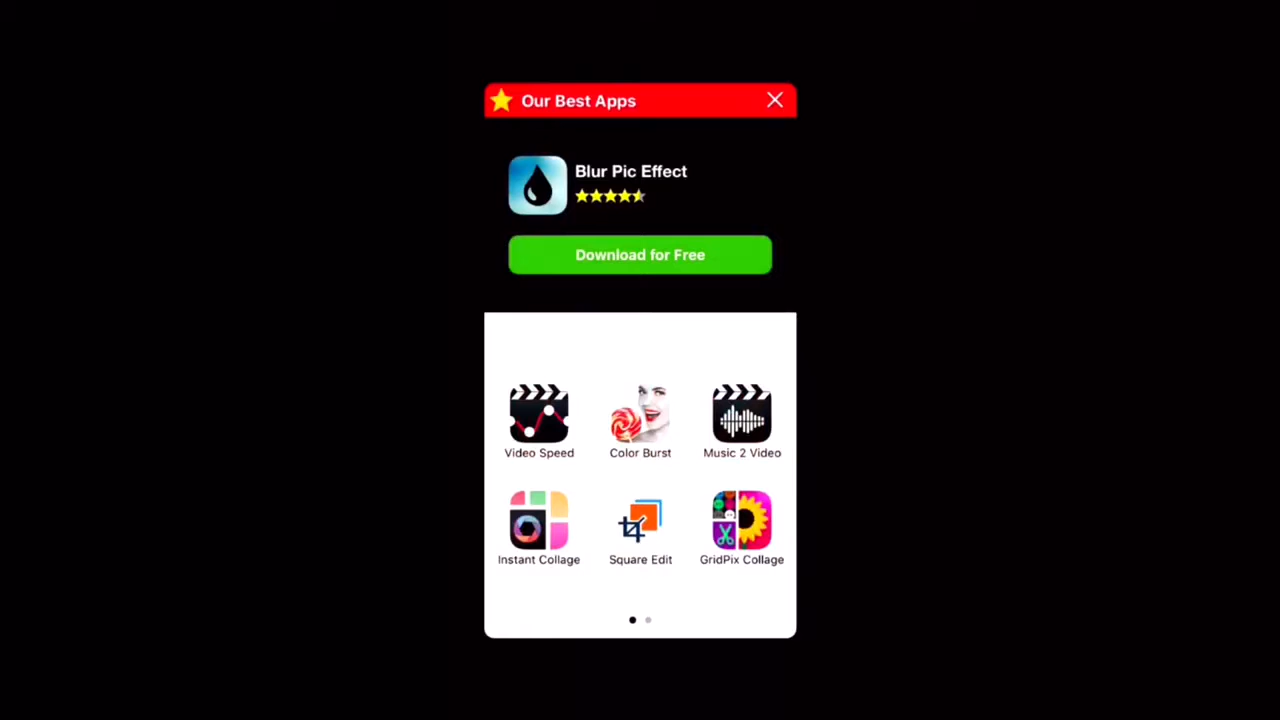 Our Best Apps
Blur Pic Effect
Download for Free
Video Speed
Color Burst
Music 2 Video
Instant Collage
Square Edit
GridPix Collage